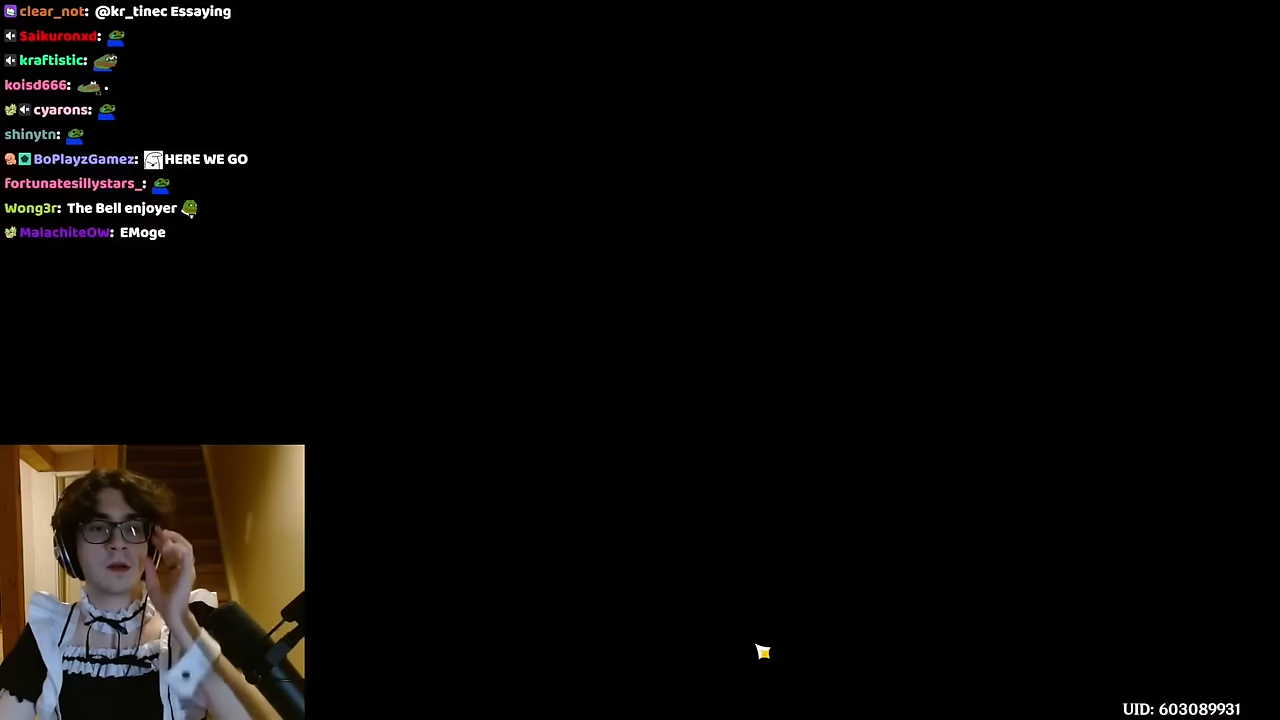 clear_not: @kr_tinec Essaying
Saikuronxd:
kraftistic:
koisd666: .
cyarons:
shinytn:
BoPlayzGamez: HERE WE GO
fortunatesillystars_:
Wong3r: The Bell enjoyer
MalachiteOW: EMoge
UID: 603089931